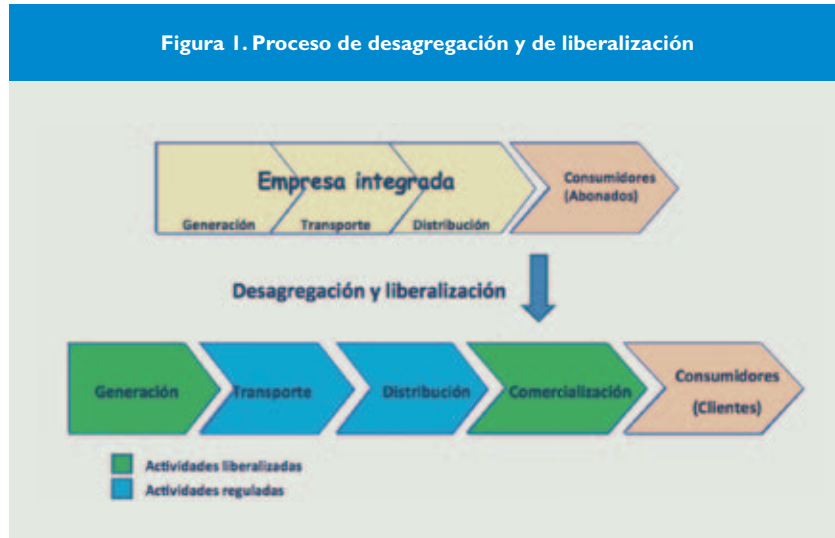 Figura 1. Proceso de desagregación y de liberalización
Empresa integrada
Generación Transporte Distribución
Consumidores
(Abonados)
Desagregación y liberalización
Generación Transporte Distribución Comercialización
Consumidores
(Clientes)
Actividades liberalizadas
Actividades reguladas